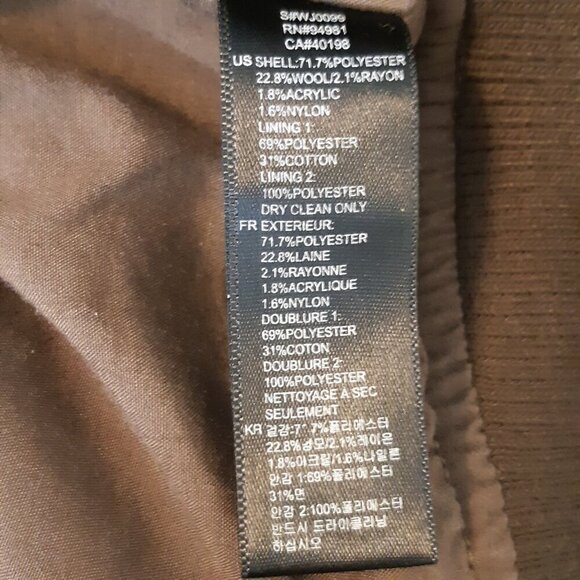 S#WJ0099
RN#94981
CA#40198
US SHELL:71.7%POLYESTER
22.8%WOOL/2.1%RAYON
1.8%ACRYLIC
1.6%NYLON
LINING 1:
69%POLYESTER
31%COTTON
LINING 2:
100%POLYESTER
DRY CLEAN ONLY
FR EXTERIEUR:
71.7%POLYESTER
22.8%LAINE
2.1%RAYONNE
1.8%ACRYLIQUE
1.6%NYLON
DOUBLURE 1:
69%POLYESTER
31%COTON
DOUBLURE 2:
100%POLYESTER
NETTOYAGE À SEC
SEULEMENT
KR 겉감:71.7%폴리에스터
22.8%양모/2.1%레이온
1.8%아크릴/1.6%나일론
안감 1:69%폴리에스터
31%면
안감 2:100%폴리에스터
반드시 드라이클리닝
하십시오